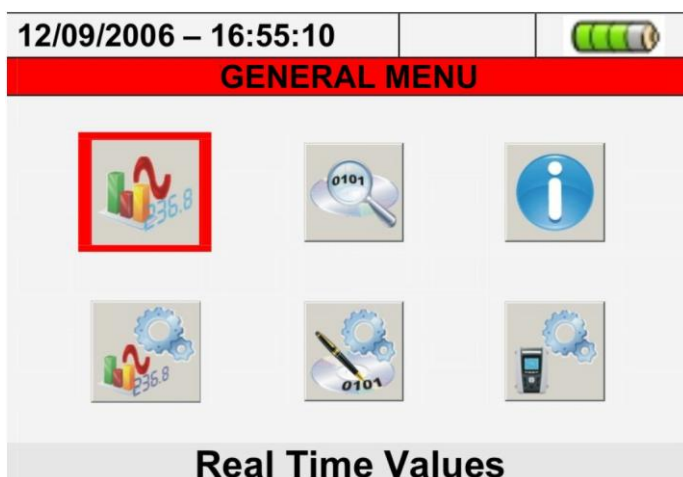 12/09/2006 – 16:55:10
GENERAL MENU
236.8
0101
236.8
0101
Real Time Values